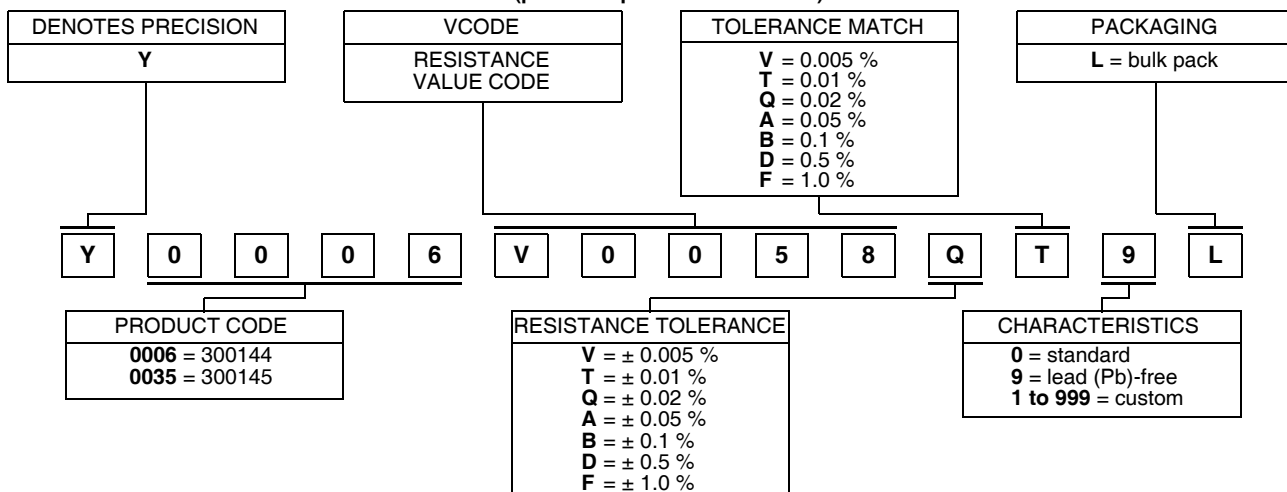 DENOTES PRECISION
Y
VCODE
RESISTANCE
VALUE CODE
TOLERANCE MATCH
V = 0.005 %
T = 0.01 %
Q = 0.02 %
A = 0.05 %
B = 0.1 %
D = 0.5 %
F = 1.0 %
PACKAGING
L = bulk pack
Y 0 0 0 6 V 0 0 5 8 Q T 9 L
PRODUCT CODE
0006 = 300144
0035 = 300145
RESISTANCE TOLERANCE
V = ± 0.005 %
T = ± 0.01 %
Q = ± 0.02 %
A = ± 0.05 %
B = ± 0.1 %
D = ± 0.5 %
F = ± 1.0 %
CHARACTERISTICS
0 = standard
9 = lead (Pb)-free
1 to 999 = custom